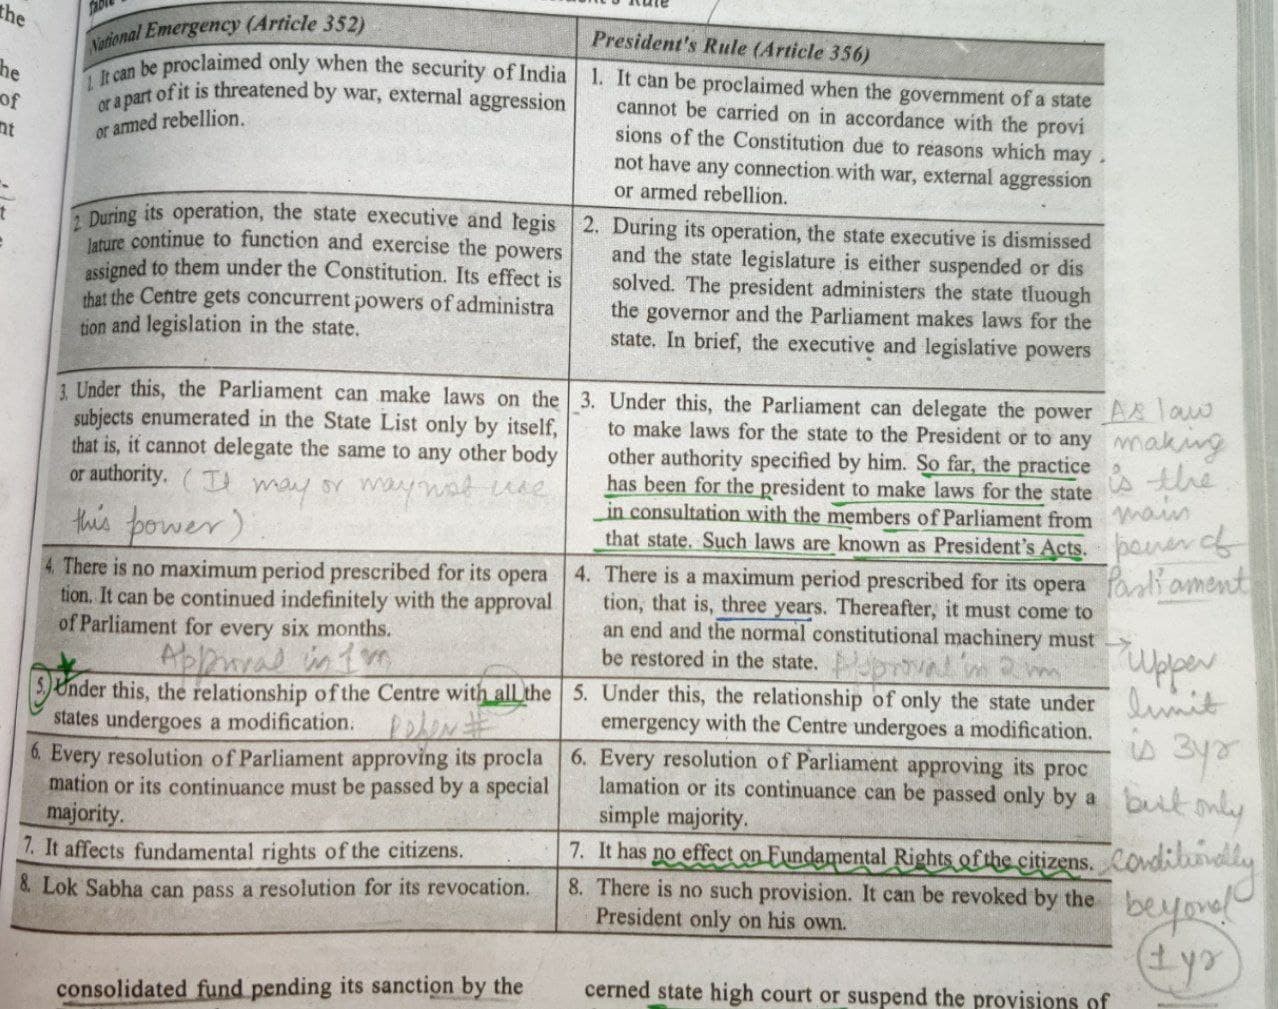 the
he
of
nt
t
National Emergency (Article 352)
1. It can be proclaimed only when the security of India
or a part of it is threatened by war, external aggression
or armed rebellion.
2. During its operation, the state executive and legis
lature continue to function and exercise the powers
assigned to them under the Constitution. Its effect is
that the Centre gets concurrent powers of administra
tion and legislation in the state.
3. Under this, the Parliament can make laws on the
subjects enumerated in the State List only by itself,
that is, it cannot delegate the same to any other body
or authority. (It may or may not use
this power)
4. There is no maximum period prescribed for its opera
tion. It can be continued indefinitely with the approval
of Parliament for every six months.
Approval in 1m
5. Under this, the relationship of the Centre with all the
states undergoes a modification.
6. Every resolution of Parliament approving its procla
mation or its continuance must be passed by a special
majority.
7. It affects fundamental rights of the citizens.
8. Lok Sabha can pass a resolution for its revocation.
President's Rule (Article 356)
1. It can be proclaimed when the government of a state
cannot be carried on in accordance with the provi
sions of the Constitution due to reasons which may
not have any connection with war, external aggression
or armed rebellion.
2. During its operation, the state executive is dismissed
and the state legislature is either suspended or dis
solved. The president administers the state tluough
the governor and the Parliament makes laws for the
state. In brief, the executive and legislative powers
3. Under this, the Parliament can delegate the power
to make laws for the state to the President or to any
other authority specified by him. So far, the practice
has been for the president to make laws for the state
in consultation with the members of Parliament from
that state. Such laws are known as President's Acts.
4. There is a maximum period prescribed for its opera
tion, that is, three years. Thereafter, it must come to
an end and the normal constitutional machinery must
be restored in the state. Approval in 2m
5. Under this, the relationship of only the state under
emergency with the Centre undergoes a modification.
6. Every resolution of Parliament approving its proc
lamation or its continuance can be passed only by a
simple majority.
7. It has no effect on Fundamental Rights of the citizens.
8. There is no such provision. It can be revoked by the
President only on his own.
As law
making
is the
main
power of
Parliament
→ Upper
limit
is 3yr
but only
conditionally
beyond
1 yr
consolidated fund pending its sanction by the
cerned state high court or suspend the provisions of